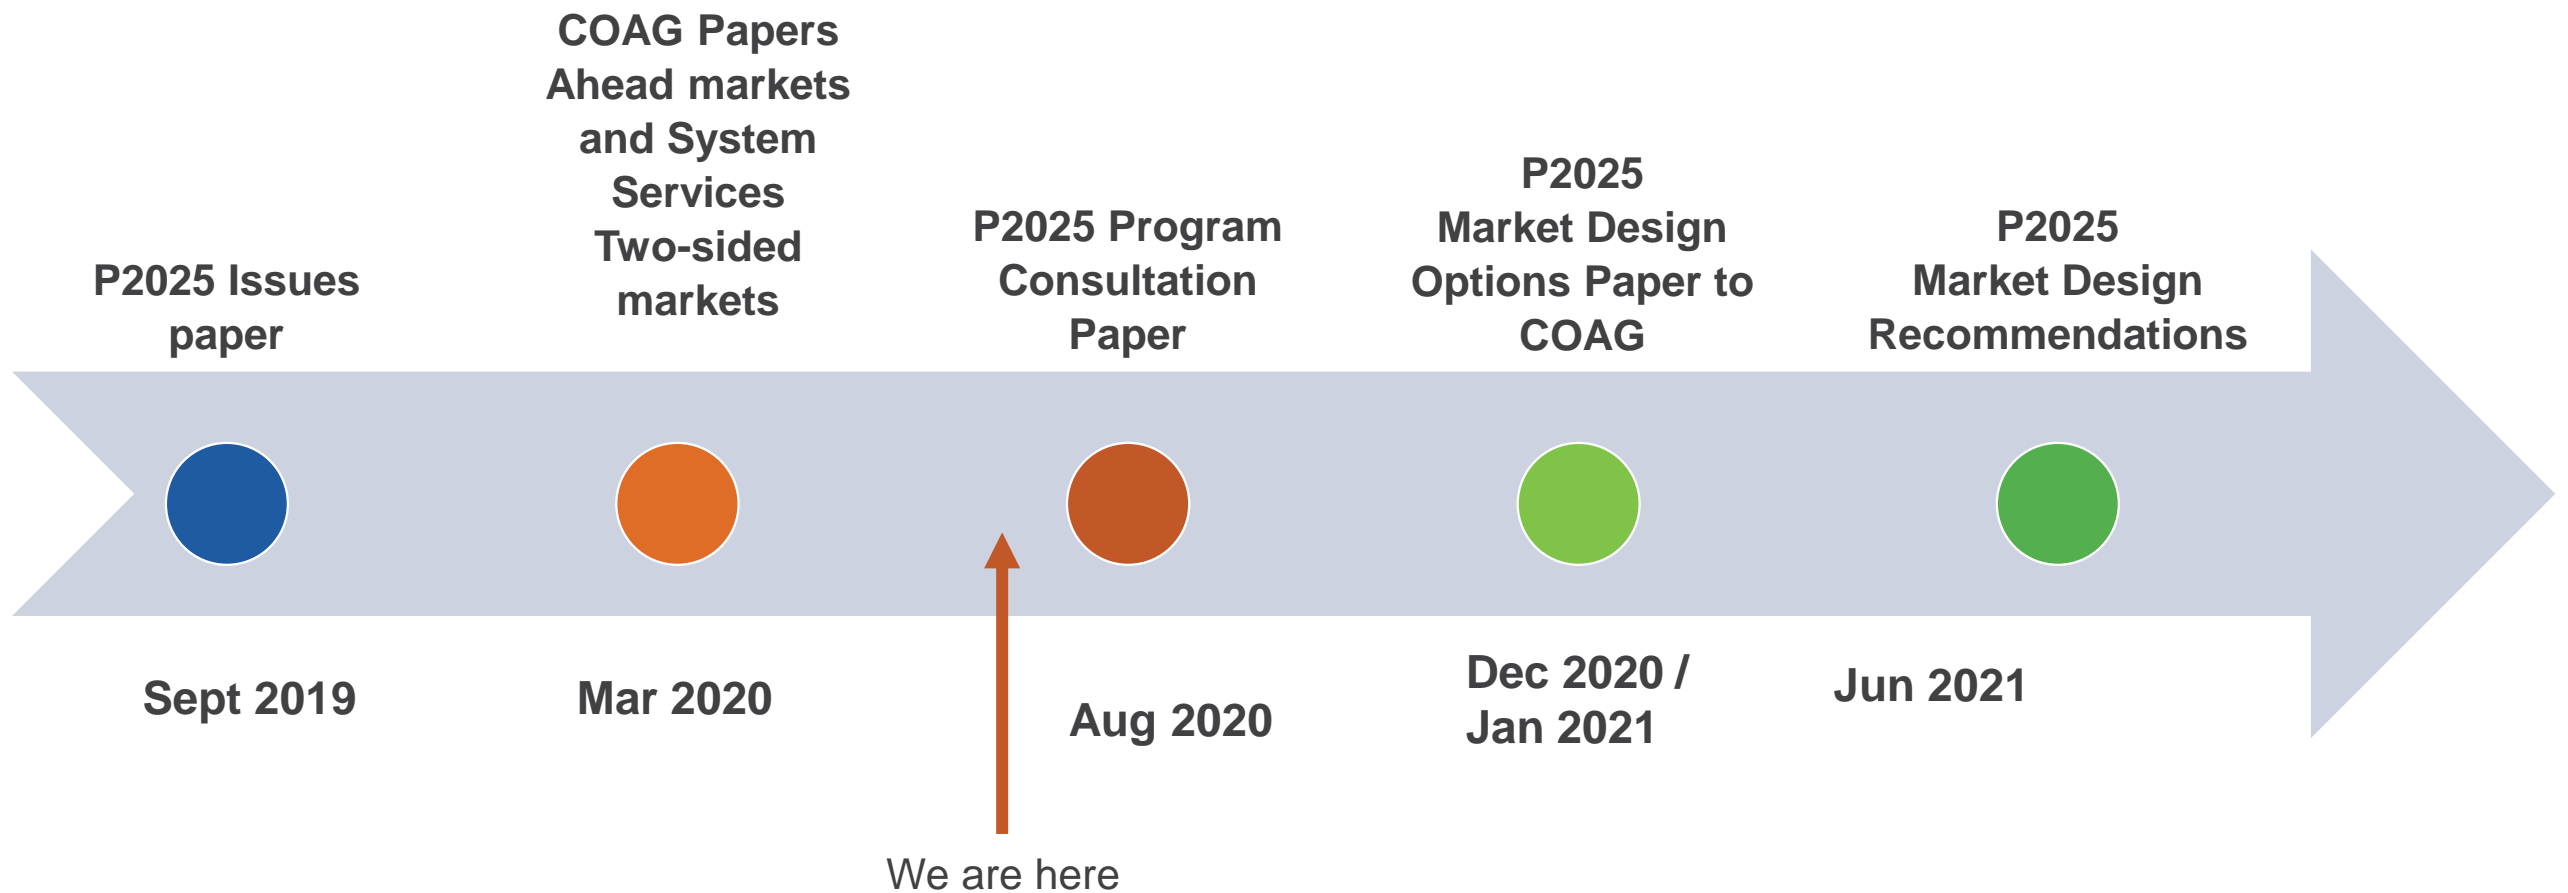 P2025 Issues
paper
COAG Papers
Ahead markets
and System
Services
Two-sided
markets
P2025 Program
Consultation
Paper
P2025
Market Design
Options Paper to
COAG
P2025
Market Design
Recommendations
Sept 2019
Mar 2020
Aug 2020
Dec 2020 /
Jan 2021
Jun 2021
We are here